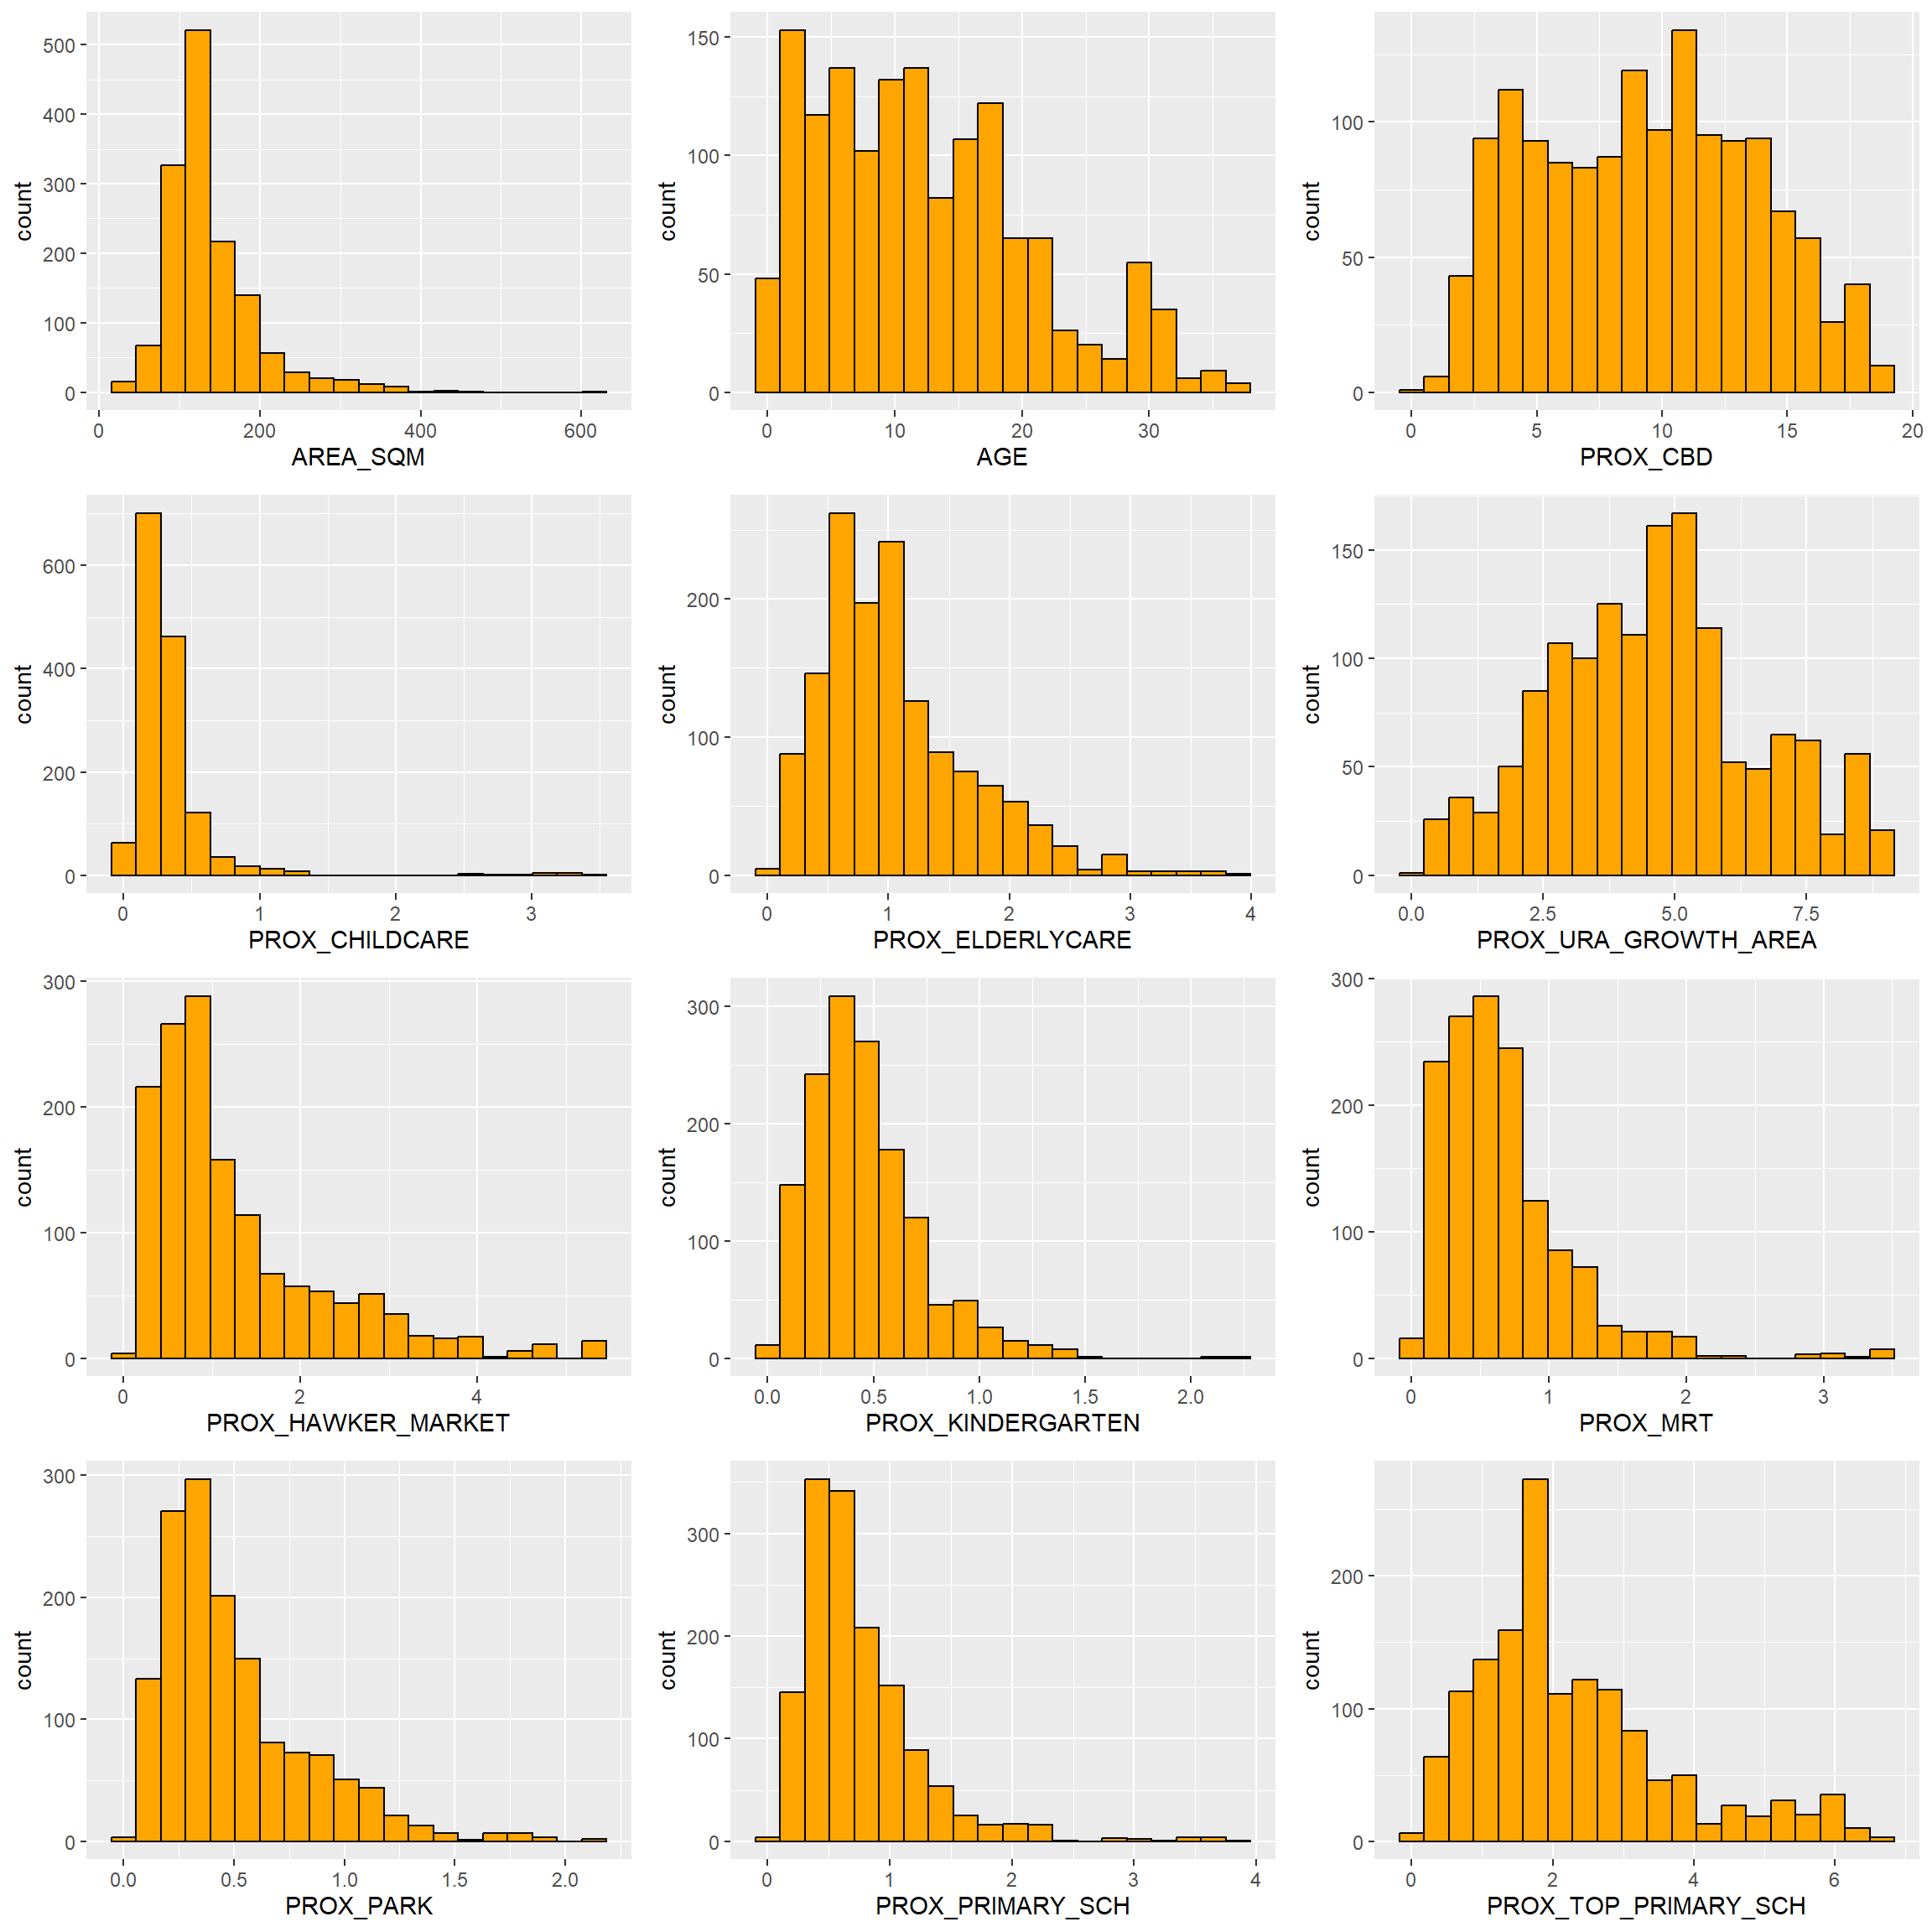 500
400
300
200
100
0
count
0 200 400 600
AREA_SQM
150
100
50
0
count
0 10 20 30
AGE
100
50
0
count
0 5 10 15 20
PROX_CBD
600
400
200
0
count
0 1 2 3
PROX_CHILDCARE
200
100
0
count
0 1 2 3 4
PROX_ELDERLYCARE
150
100
50
0
count
0.0 2.5 5.0 7.5
PROX_URA_GROWTH_AREA
300
200
100
0
count
0 2 4
PROX_HAWKER_MARKET
300
200
100
0
count
0.0 0.5 1.0 1.5 2.0
PROX_KINDERGARTEN
300
200
100
0
count
0 1 2 3
PROX_MRT
300
200
100
0
count
0.0 0.5 1.0 1.5 2.0
PROX_PARK
300
200
100
0
count
0 1 2 3 4
PROX_PRIMARY_SCH
200
100
0
count
0 2 4 6
PROX_TOP_PRIMARY_SCH